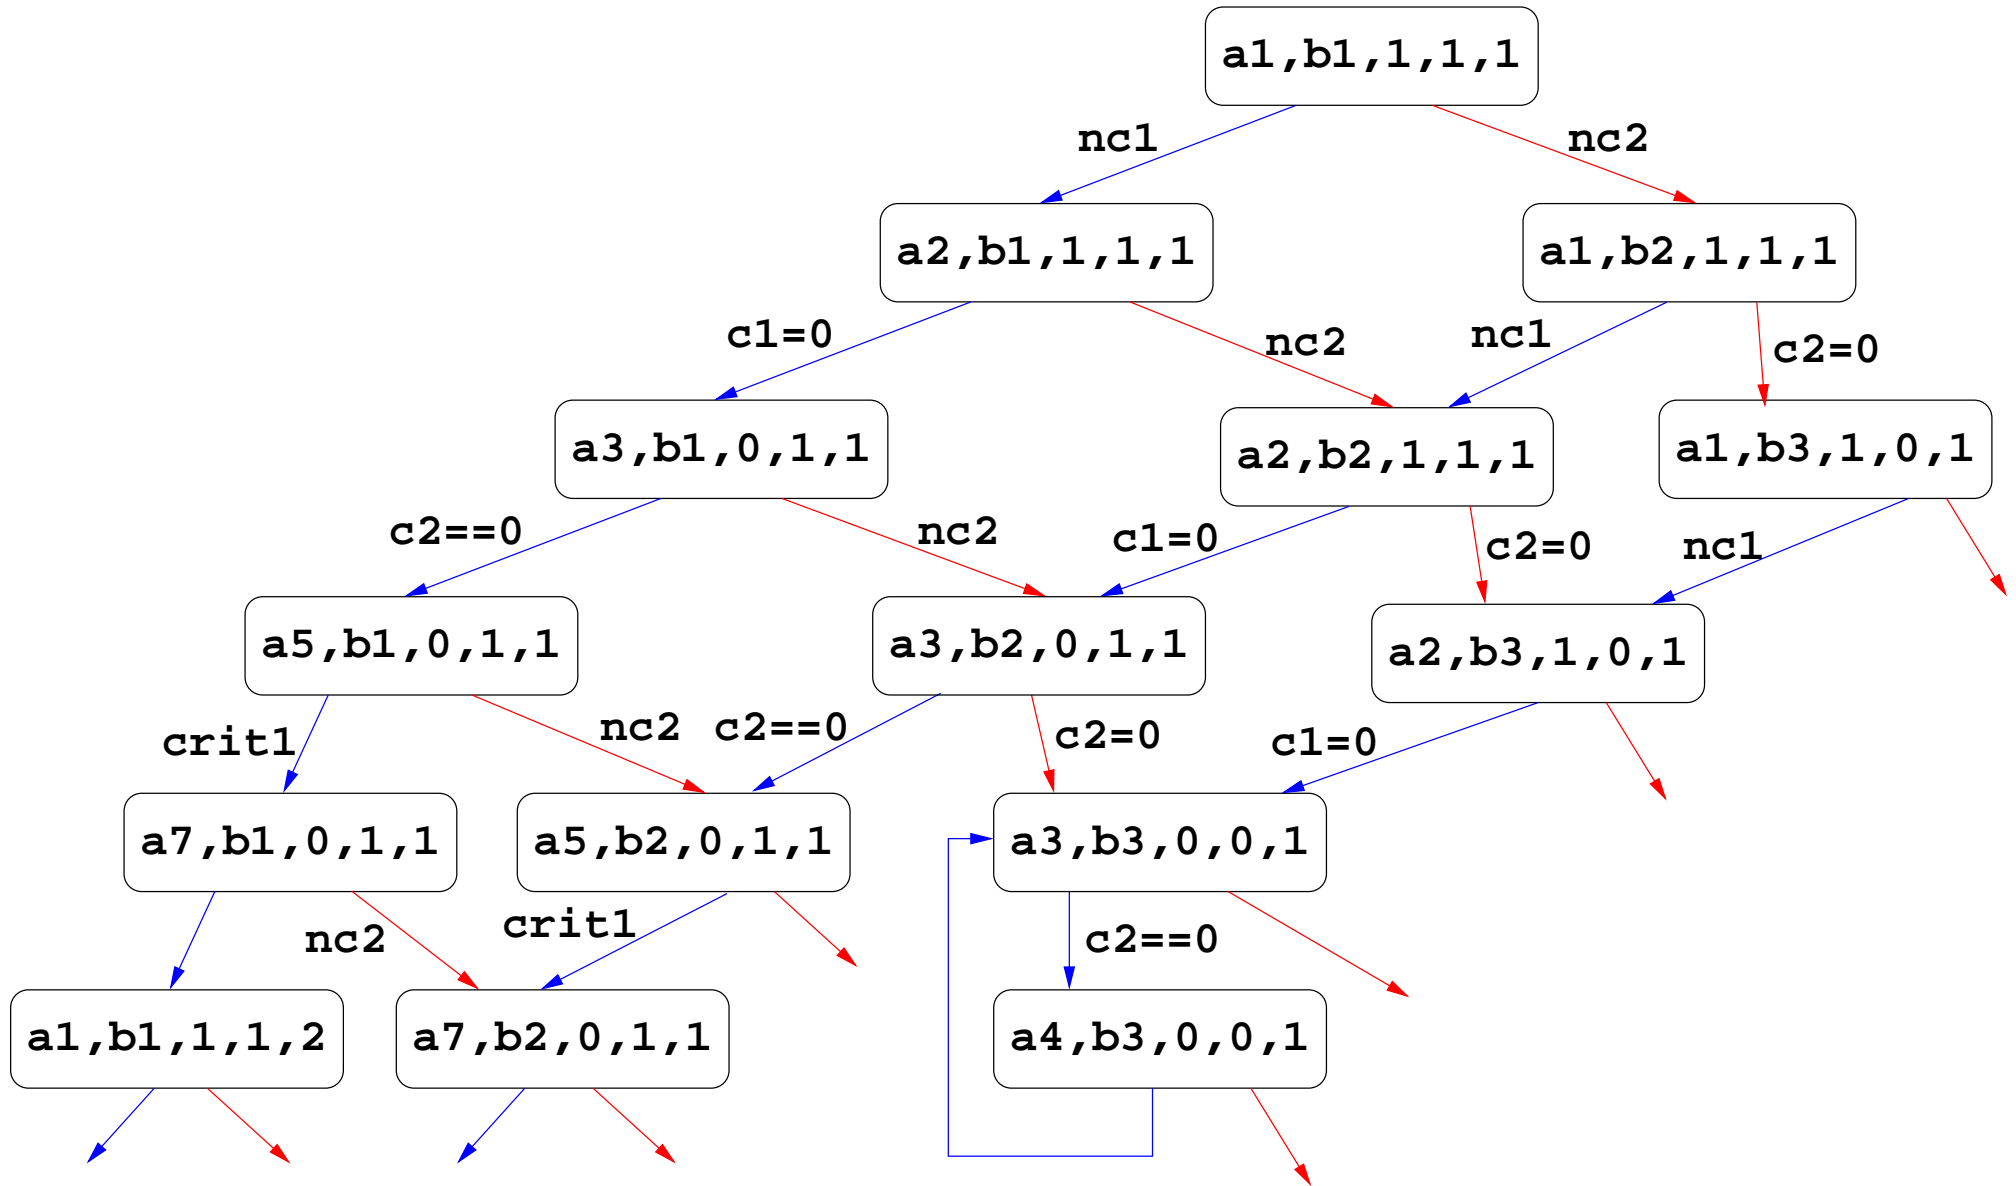 a1,b1,1,1,1
nc1
nc2
a2,b1,1,1,1
a1,b2,1,1,1
c1=0
nc2
nc1
c2=0
a3,b1,0,1,1
a2,b2,1,1,1
a1,b3,1,0,1
c2==0
nc2
c1=0
c2=0
nc1
a5,b1,0,1,1
a3,b2,0,1,1
a2,b3,1,0,1
crit1
nc2
c2==0
c2=0
c1=0
a7,b1,0,1,1
a5,b2,0,1,1
a3,b3,0,0,1
nc2
crit1
c2==0
a1,b1,1,1,2
a7,b2,0,1,1
a4,b3,0,0,1